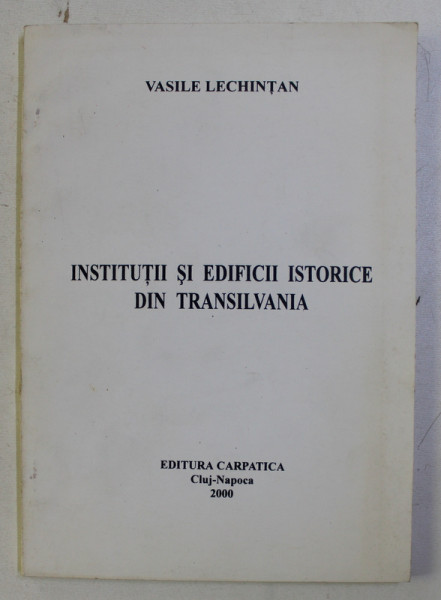 VASILE LECHINȚAN
INSTITUȚII ȘI EDIFICII ISTORICE
DIN TRANSILVANIA
EDITURA CARPATICA
Cluj-Napoca
2000